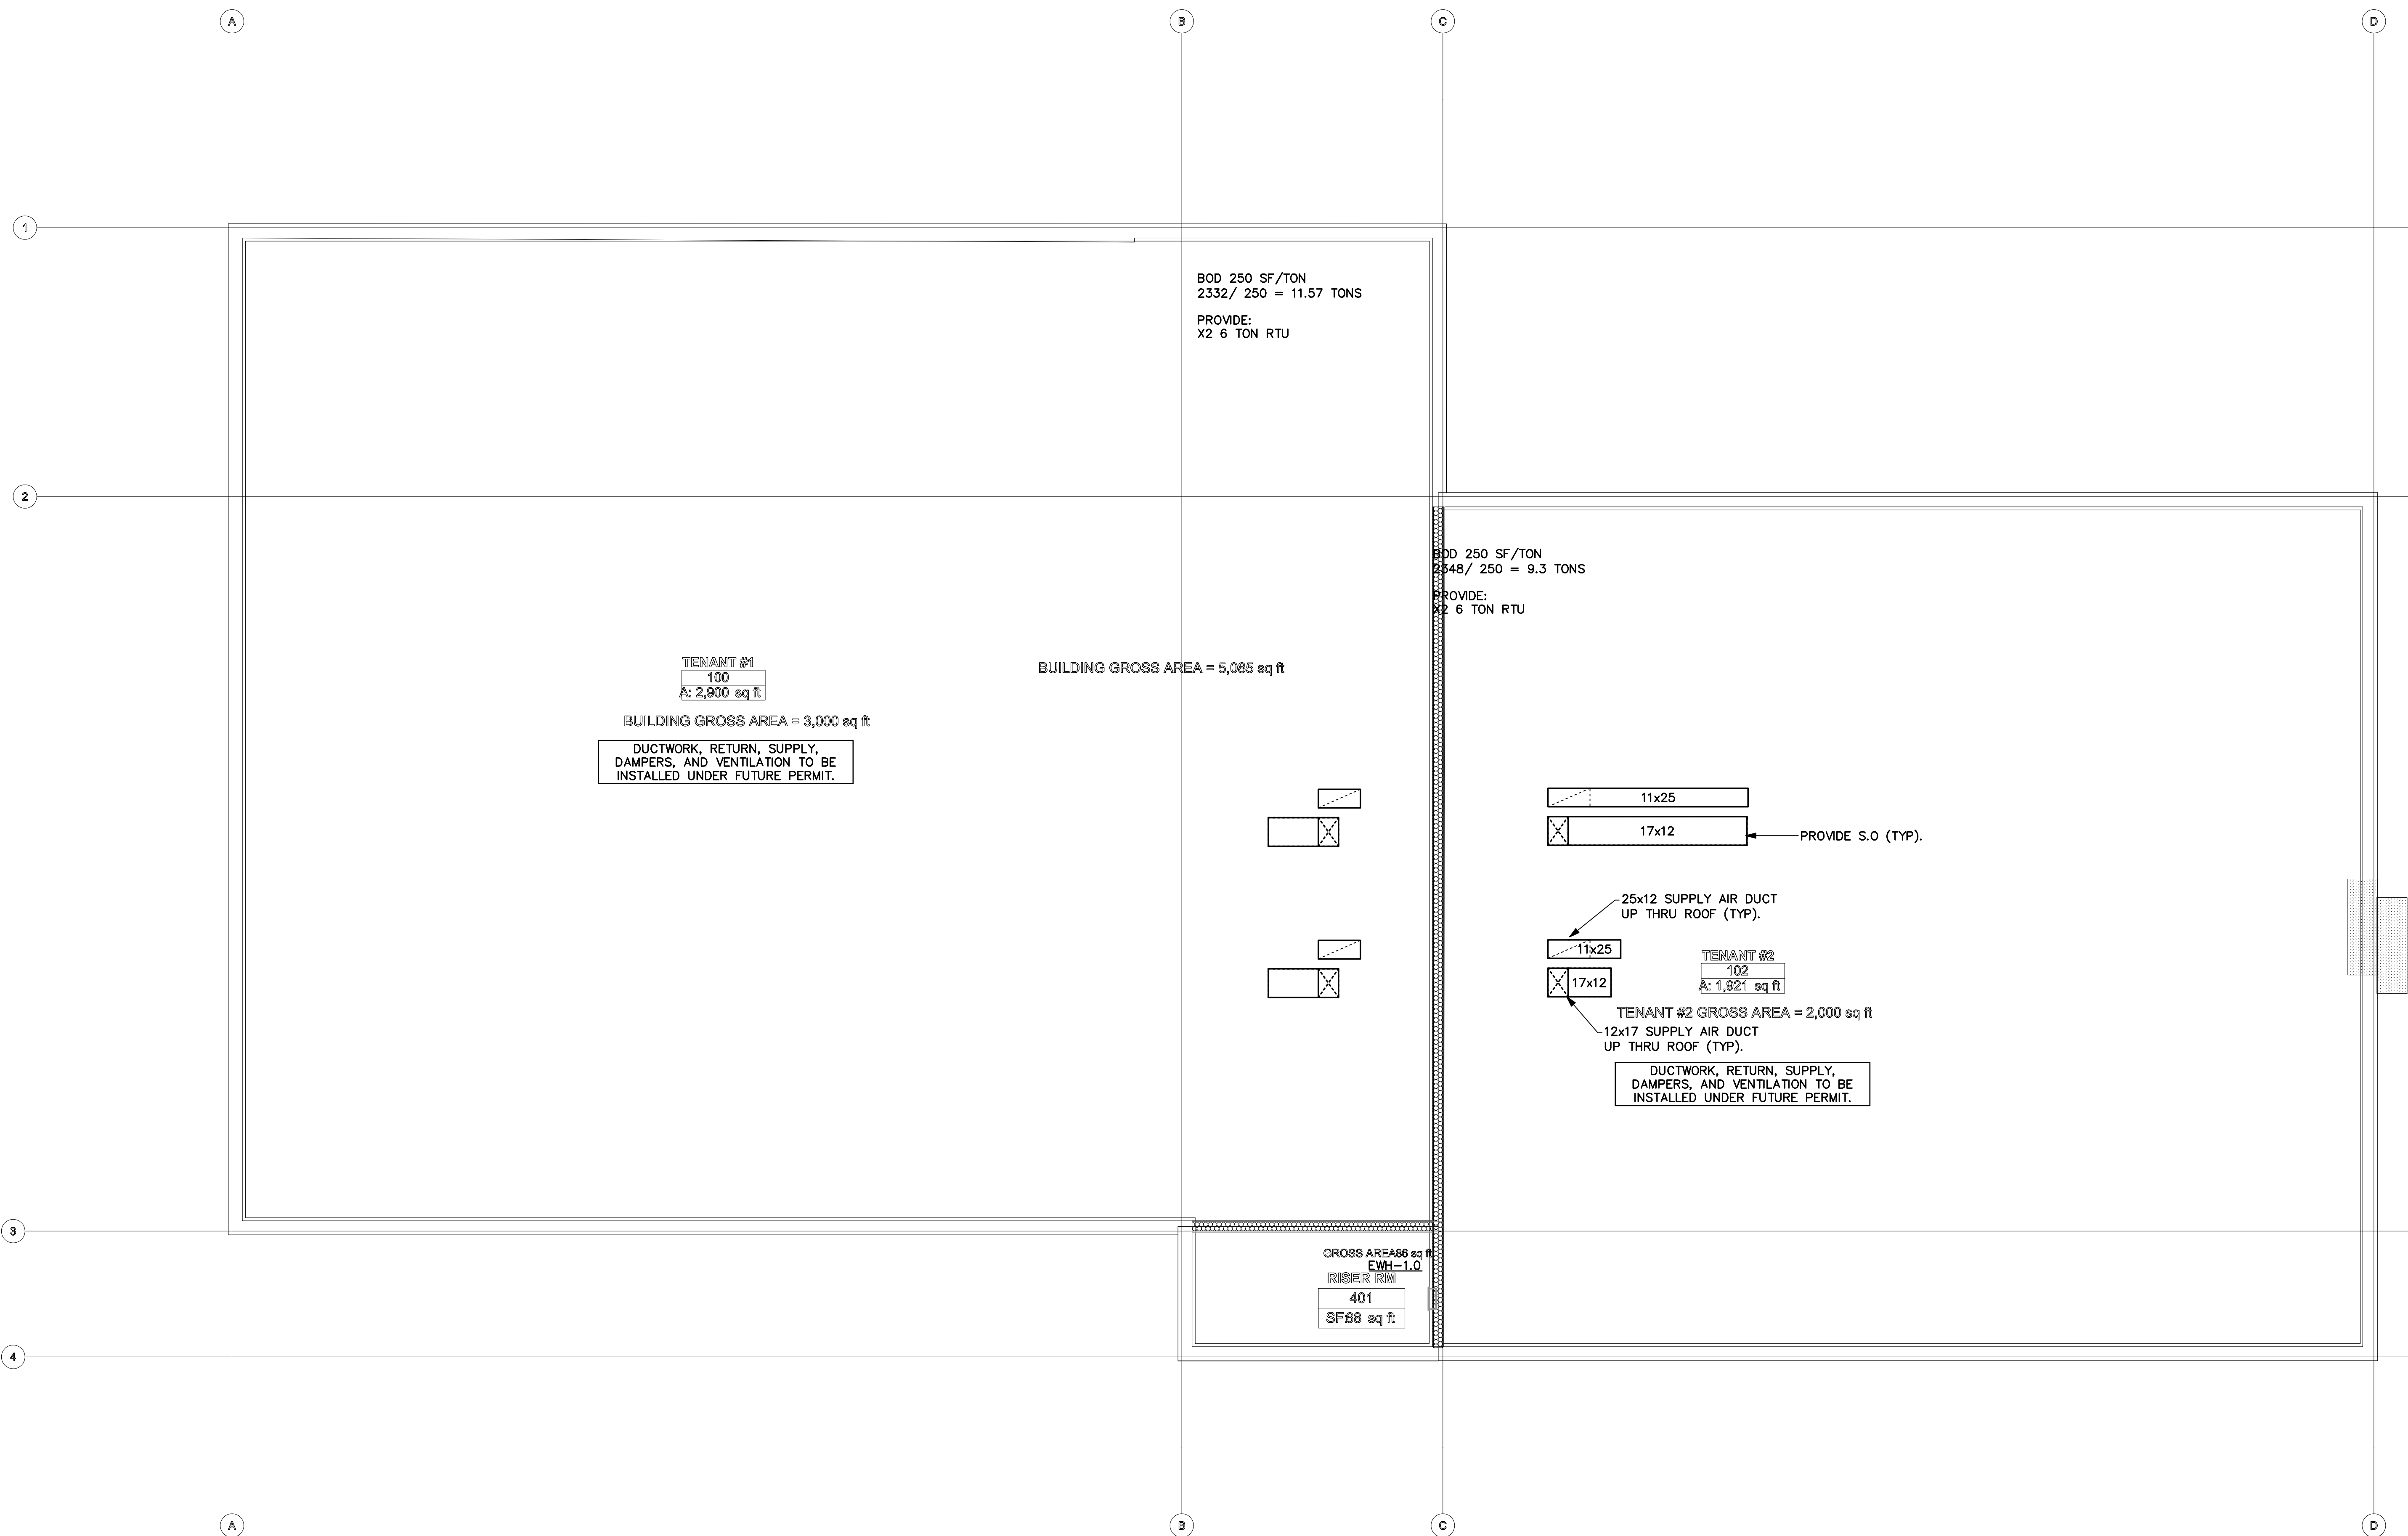 A
B
C
D
1
2
BOD 250 SF/TON
2332/ 250 = 11.57 TONS
PROVIDE:
X2 6 TON RTU
BOD 250 SF/TON
2348/ 250 = 9.3 TONS
PROVIDE:
X2 6 TON RTU
TENANT #1
100
A: 2,900 sq ft
BUILDING GROSS AREA = 3,000 sq ft
DUCTWORK, RETURN, SUPPLY,
DAMPERS, AND VENTILATION TO BE
INSTALLED UNDER FUTURE PERMIT.
BUILDING GROSS AREA = 5,085 sq ft
11x25
17x12
PROVIDE S.O (TYP).
25x12 SUPPLY AIR DUCT
UP THRU ROOF (TYP).
11x25
17x12
TENANT #2
102
A: 1,921 sq ft
TENANT #2 GROSS AREA = 2,000 sq ft
12x17 SUPPLY AIR DUCT
UP THRU ROOF (TYP).
DUCTWORK, RETURN, SUPPLY,
DAMPERS, AND VENTILATION TO BE
INSTALLED UNDER FUTURE PERMIT.
3
GROSS AREA86 sq ft
EWH-1.0
RISER RM
401
sq ft
4
A
B
C
D